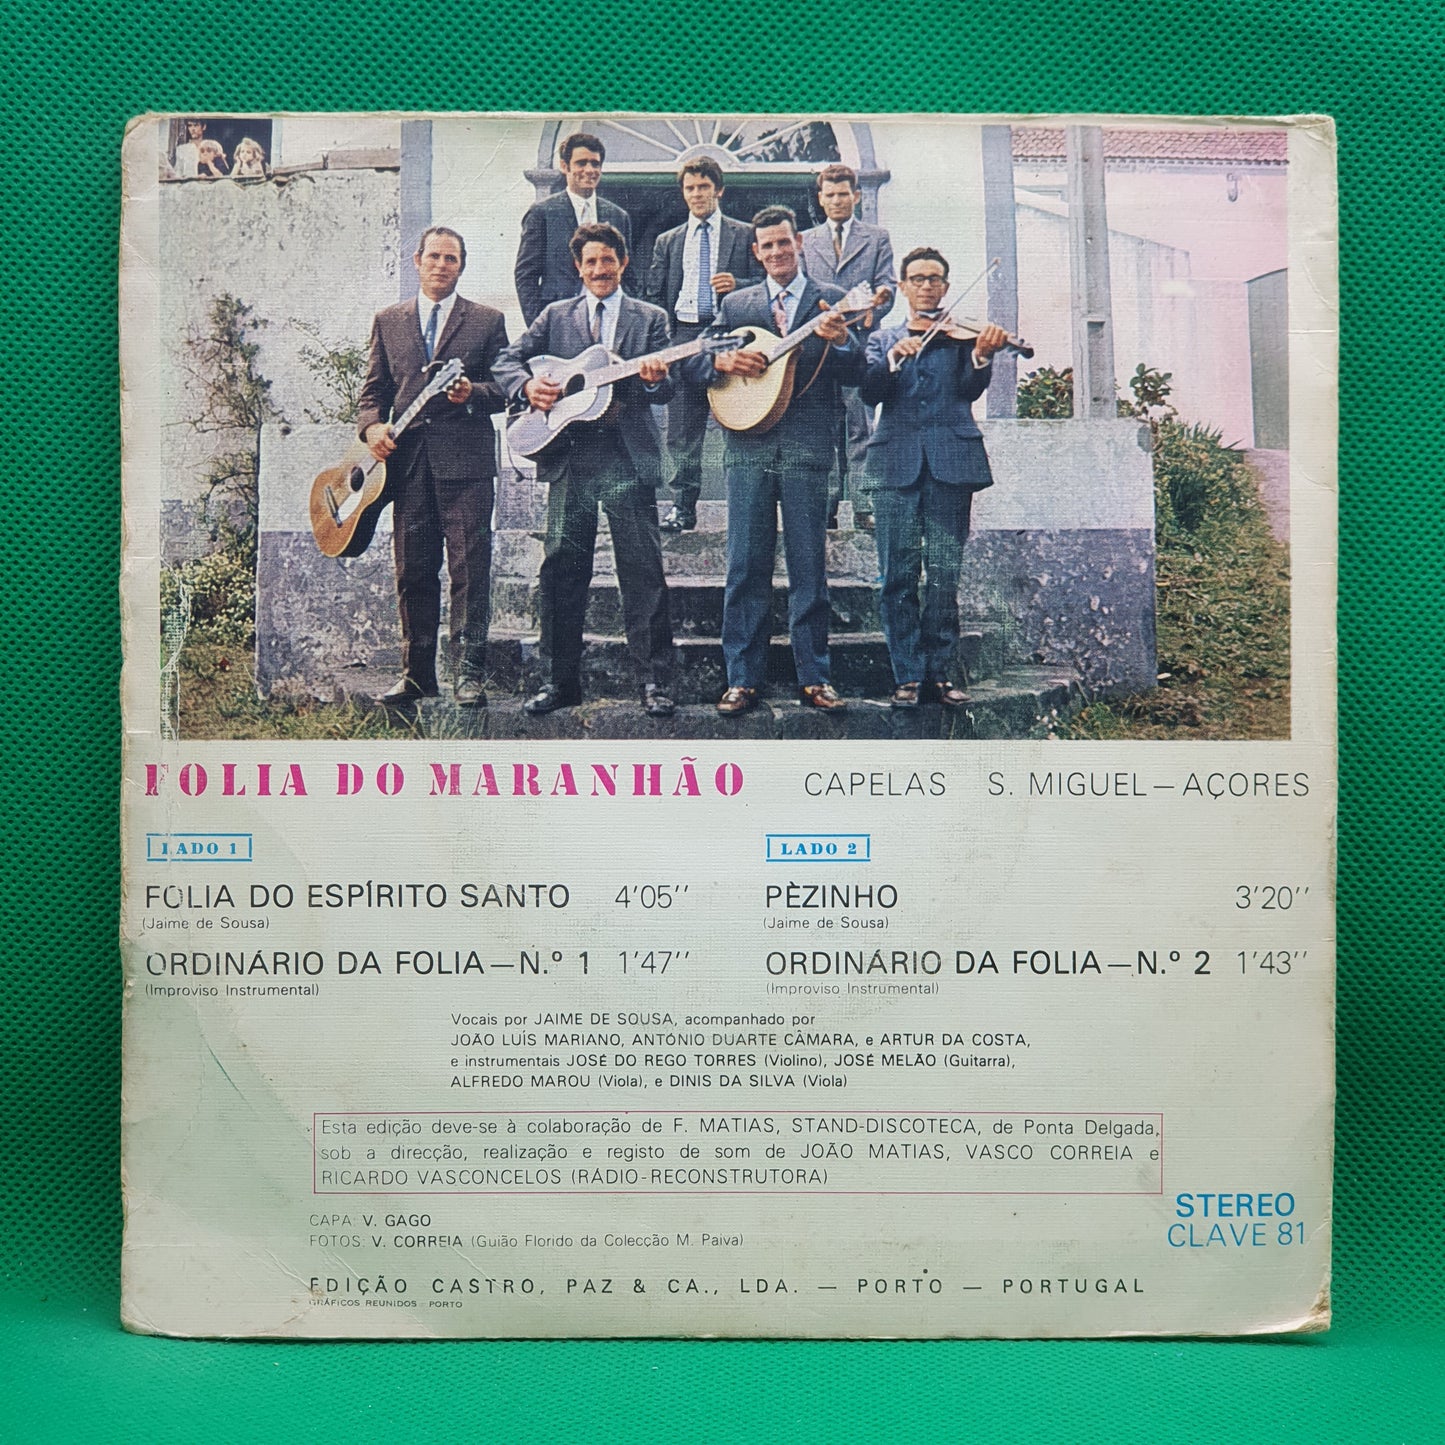 FOLIA DO MARANHÃO CAPELAS S. MIGUEL—AÇORES
LADO 1
FOLIA DO ESPÍRITO SANTO 4'05''
(Jaime de Sousa)
ORDINÁRIO DA FOLIA—N.º 1 1'47''
(Improviso Instrumental)
LADO 2
PÈZINHO 3'20''
(Jaime de Sousa)
ORDINÁRIO DA FOLIA—N.º 2 1'43''
(Improviso Instrumental)
Vocais por JAIME DE SOUSA, acompanhado por
JOÃO LUÍS MARIANO, ANTÓNIO DUARTE CÂMARA, e ARTUR DA COSTA,
e instrumentais JOSÉ DO REGO TORRES (Violino), JOSÉ MELÃO (Guitarra),
ALFREDO MAROU (Viola), e DINIS DA SILVA (Viola)
Esta edição deve-se à colaboração de F. MATIAS, STAND-DISCOTECA, de Ponta Delgada,
sob a direcção, realização e registo de som de JOÃO MATIAS, VASCO CORREIA e
RICARDO VASCONCELOS (RÁDIO-RECONSTRUTORA)
STEREO
CLAVE 81
CAPA: V. GAGO
FOTOS: V. CORREIA (Guião Florido da Colecção M. Paiva)
EDIÇÃO CASTRO, PAZ & CA., LDA. — PORTO — PORTUGAL
GRÁFICOS REUNIDOS - PORTO